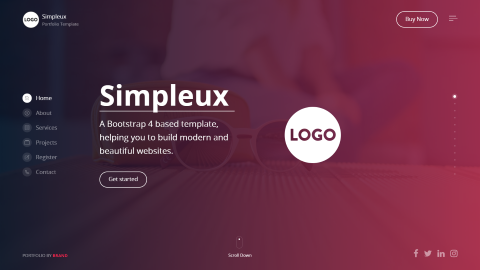 LOGO
Simpleux
Portfolio Template
Buy Now
Home
About
Services
Projects
Register
Contact
Simpleux
A Bootstrap 4 based template,
helping you to build modern and
beautiful websites.
Get started
LOGO
PORTFOLIO BY
Scroll Down